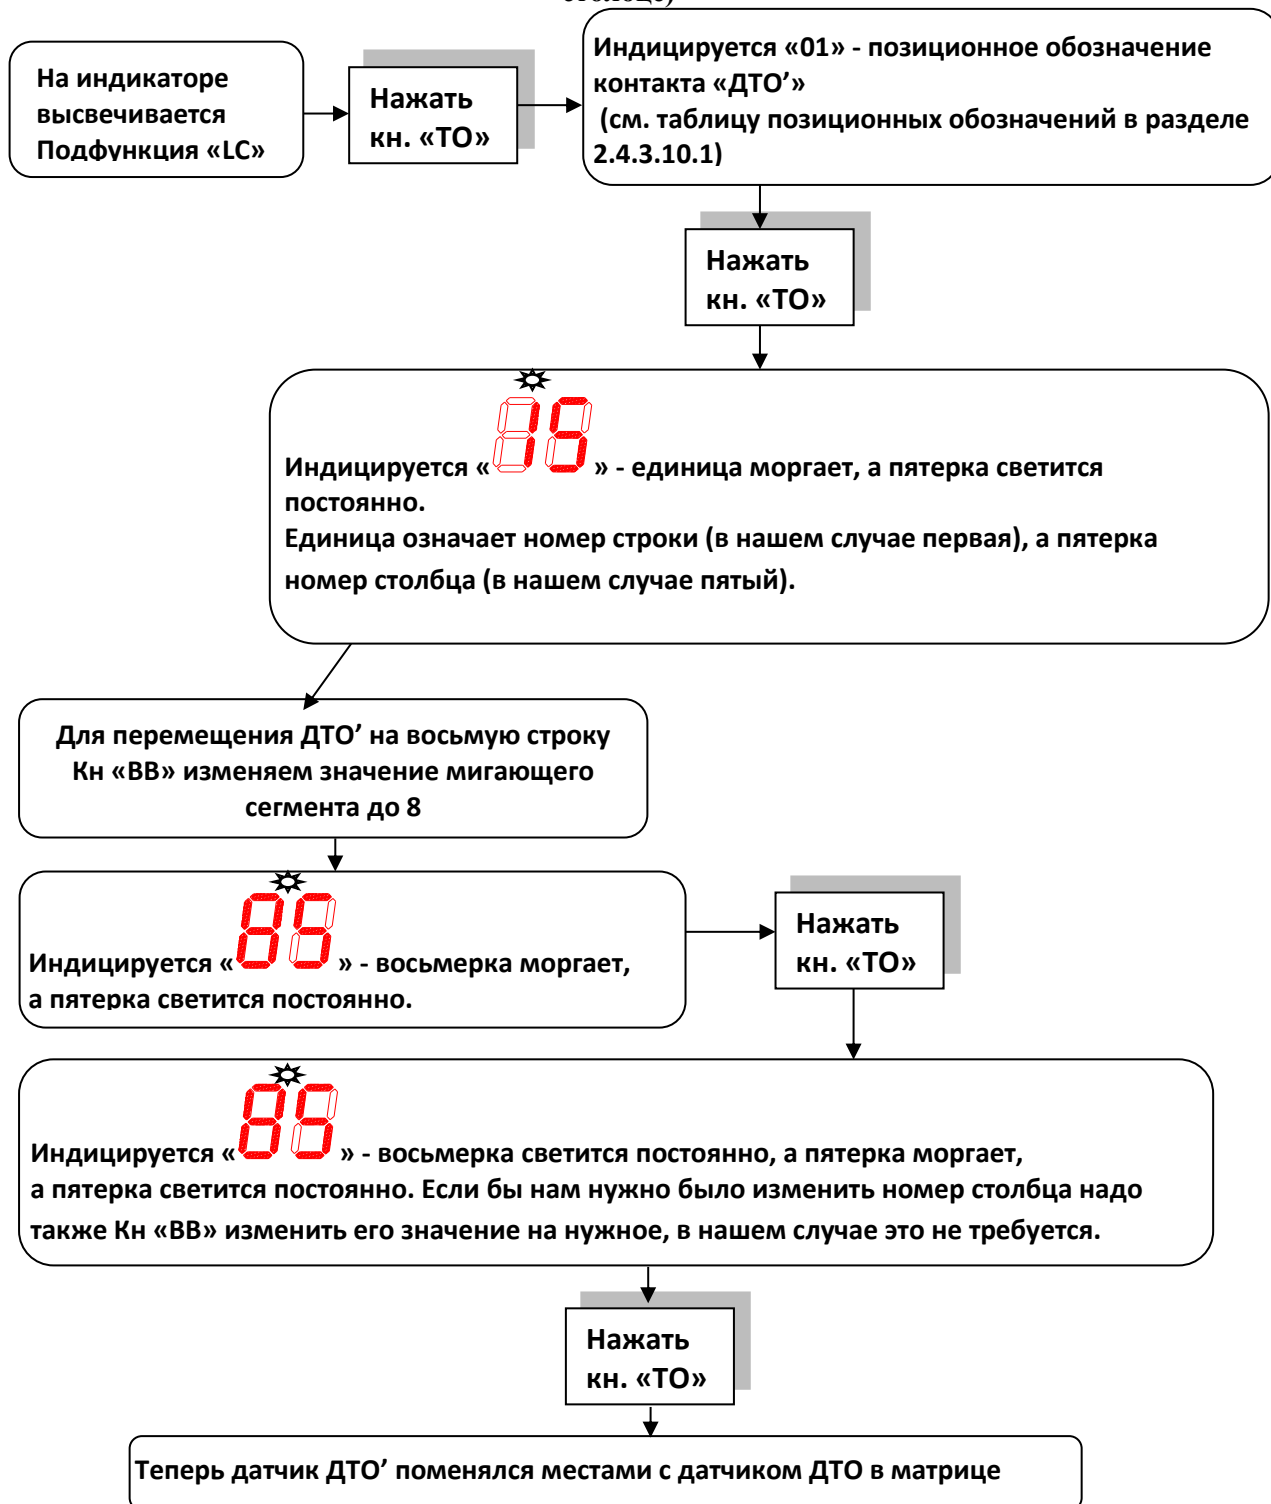 столбце)
На индикаторе
высвечивается
Подфункция «LC»
Нажать
кн. «ТО»
Индицируется «01» - позиционное обозначение
контакта «ДТО’»
(см. таблицу позиционных обозначений в разделе
2.4.3.10.1)
Нажать
кн. «ТО»
Индицируется «15» - единица моргает, а пятерка светится
постоянно.
Единица означает номер строки (в нашем случае первая), а пятерка
номер столбца (в нашем случае пятый).
Для перемещения ДТО’ на восьмую строку
Кн «ВВ» изменяем значение мигающего
сегмента до 8
Индицируется «85» - восьмерка моргает,
а пятерка светится постоянно.
Нажать
кн. «ТО»
Индицируется «85» - восьмерка светится постоянно, а пятерка моргает,
а пятерка светится постоянно. Если бы нам нужно было изменить номер столбца надо
также Кн «ВВ» изменить его значение на нужное, в нашем случае это не требуется.
Нажать
кн. «ТО»
Теперь датчик ДТО’ поменялся местами с датчиком ДТО в матрице